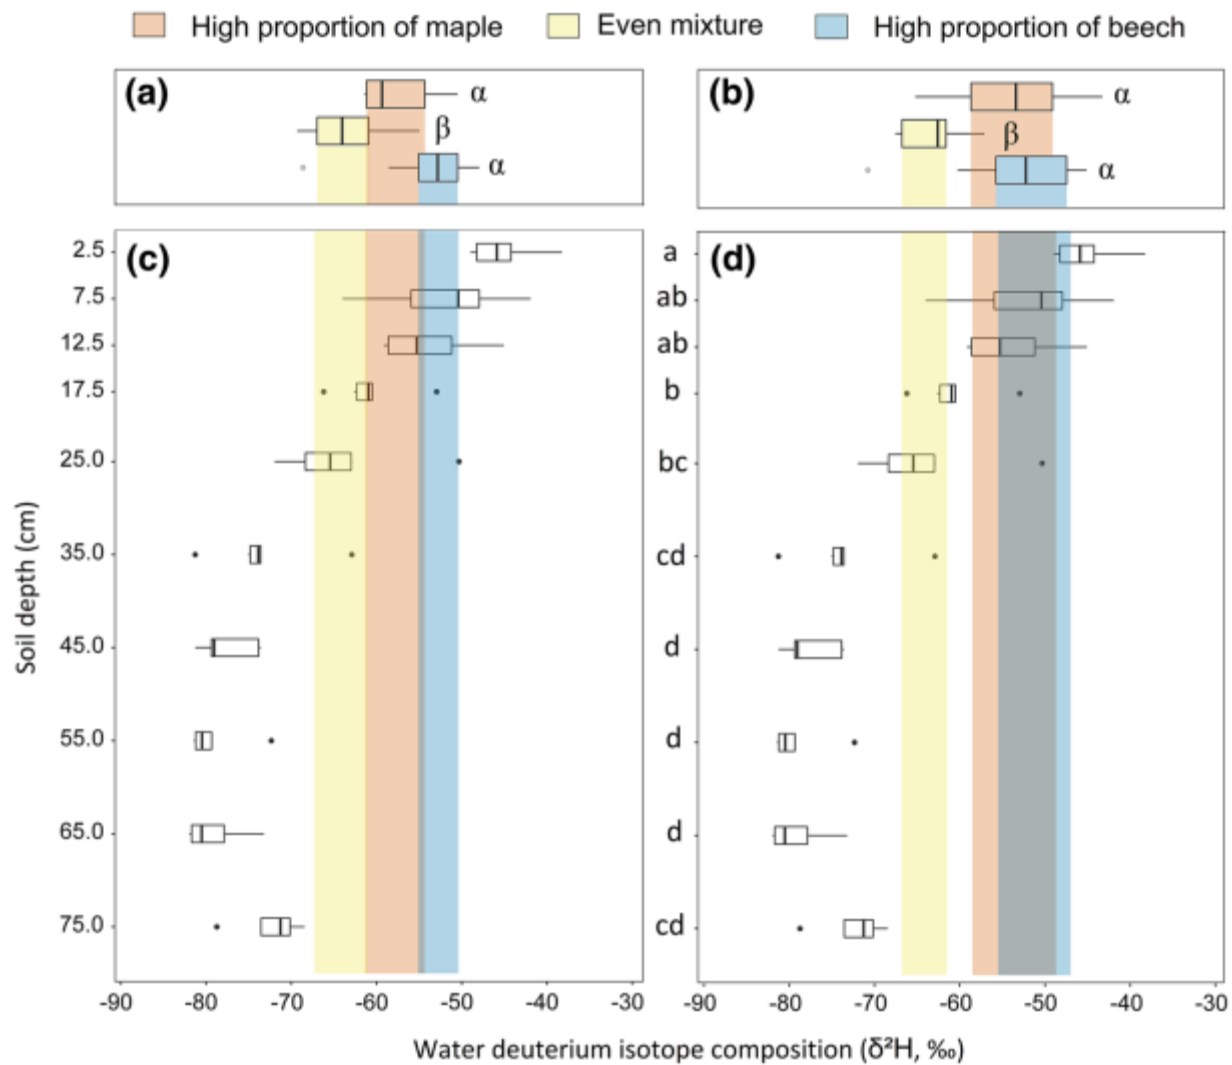 High proportion of maple Even mixture High proportion of beech
(a) α (b) α
β β
α α
(c) (d)
2.5 a
7.5 ab
12.5 ab
17.5 b
25.0 bc
35.0 cd
45.0 d
55.0 d
65.0 d
75.0 cd
Soil depth (cm)
-90 -80 -70 -60 -50 -40 -30 -90 -80 -70 -60 -50 -40 -30
Water deuterium isotope composition (δ²H, ‰)